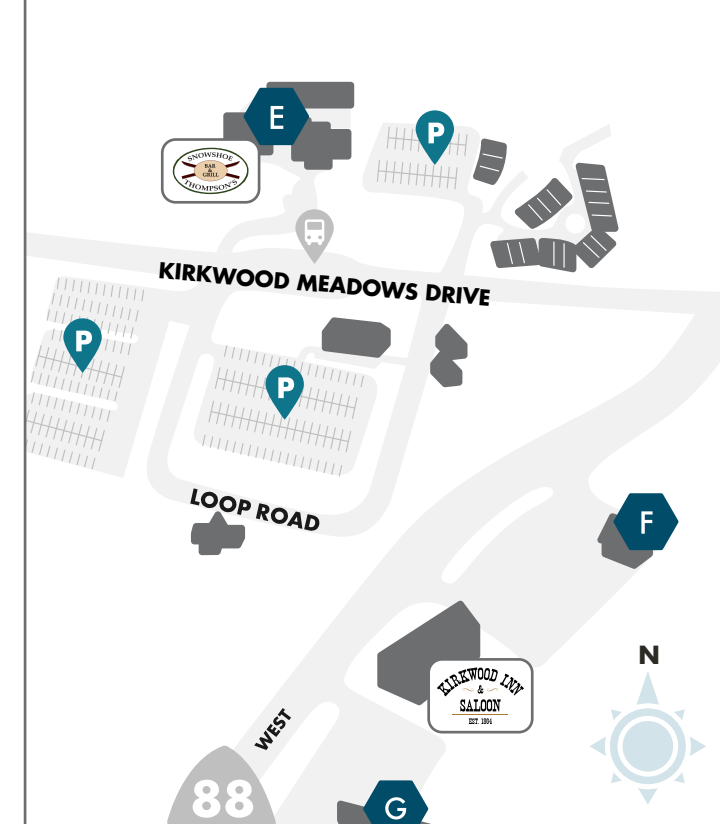 E
P
SNOWSHOE
BAR
&
GRILL
THOMPSON'S
KIRKWOOD MEADOWS DRIVE
P
P
LOOP ROAD
F
KIRKWOOD INN
&
SALOON
EST. 1864
N
WEST
88
G